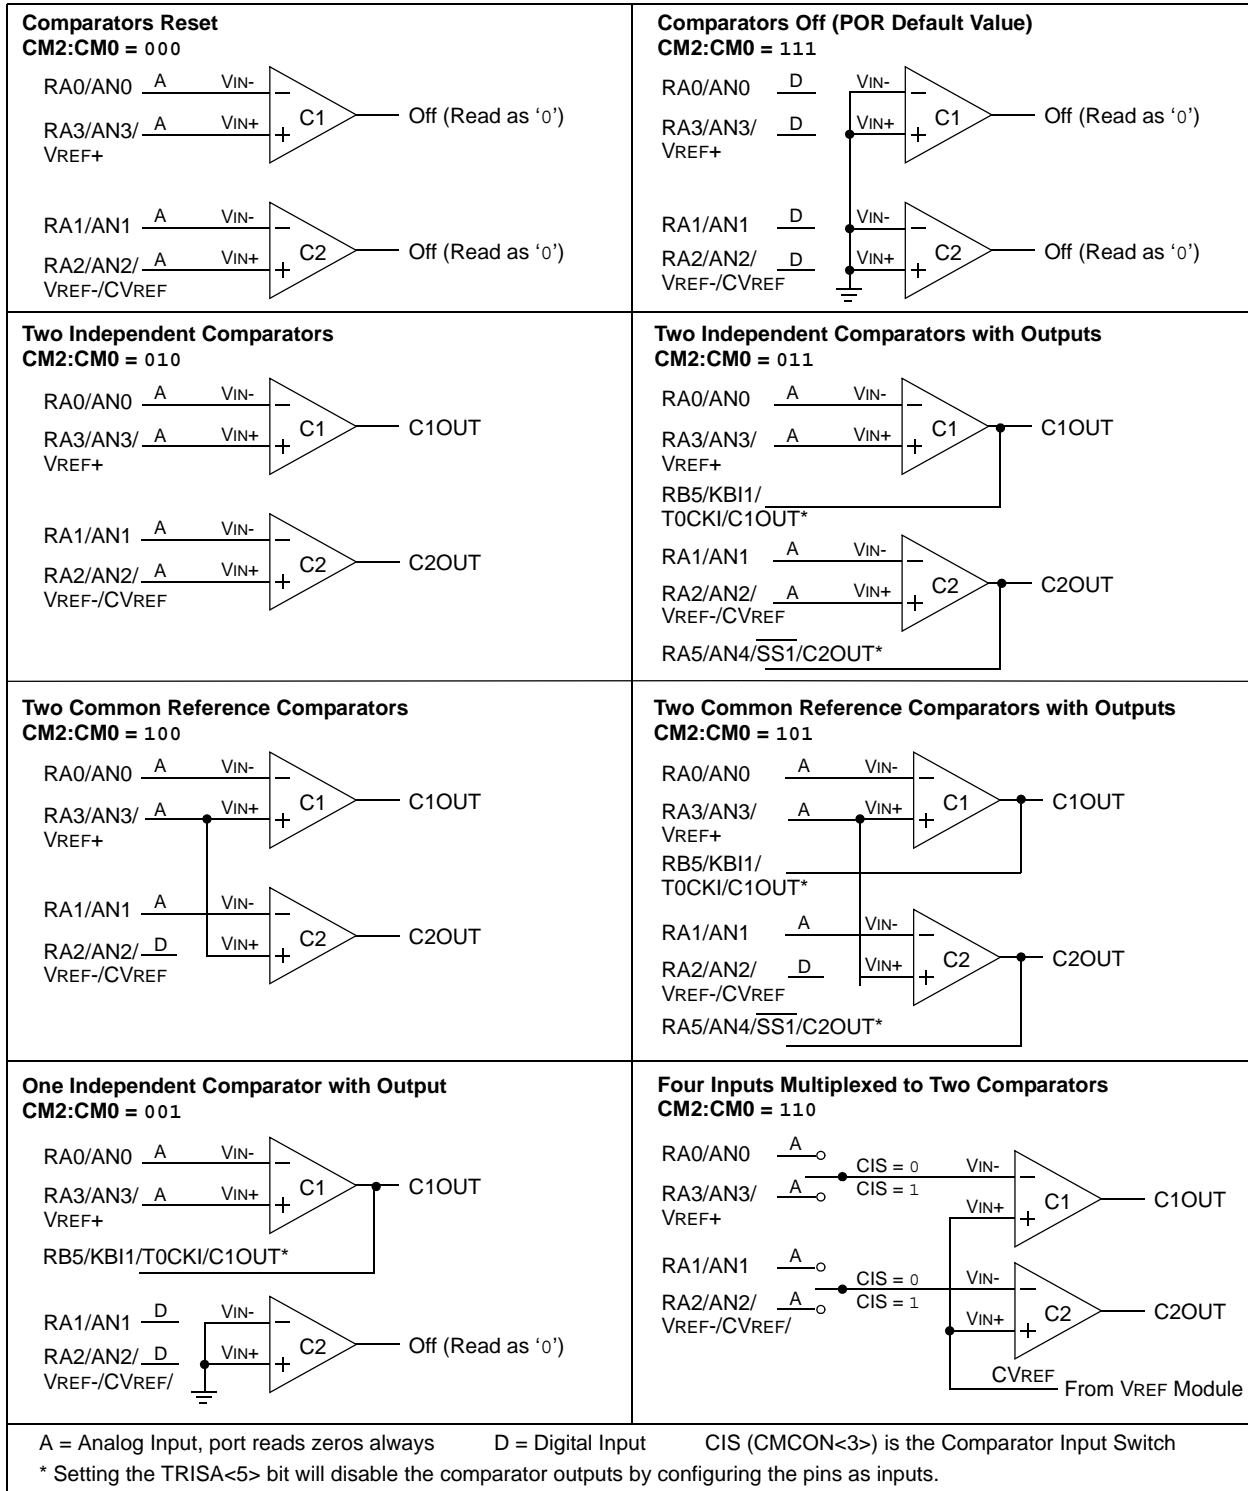 Comparators Reset
CM2:CM0 = 000
RA0/AN0 A VIN-
C1 Off (Read as ‘0’)
RA3/AN3/ A VIN+
VREF+
RA1/AN1 A VIN-
C2 Off (Read as ‘0’)
RA2/AN2/ A VIN+
VREF-/CVREF
Comparators Off (POR Default Value)
CM2:CM0 = 111
RA0/AN0 D VIN-
C1 Off (Read as ‘0’)
RA3/AN3/ D VIN+
VREF+
RA1/AN1 D VIN-
C2 Off (Read as ‘0’)
RA2/AN2/ D VIN+
VREF-/CVREF
Two Independent Comparators
CM2:CM0 = 010
RA0/AN0 A VIN-
C1 C1OUT
RA3/AN3/ A VIN+
VREF+
RA1/AN1 A VIN-
C2 C2OUT
RA2/AN2/ A VIN+
VREF-/CVREF
Two Independent Comparators with Outputs
CM2:CM0 = 011
RA0/AN0 A VIN-
C1 C1OUT
RA3/AN3/ A VIN+
VREF+
RB5/KBI1/
T0CKI/C1OUT*
RA1/AN1 A VIN-
C2 C2OUT
RA2/AN2/ A VIN+
VREF-/CVREF
RA5/AN4/SS1/C2OUT*
Two Common Reference Comparators
CM2:CM0 = 100
RA0/AN0 A VIN-
C1 C1OUT
RA3/AN3/ A VIN+
VREF+
RA1/AN1 A VIN-
C2 C2OUT
RA2/AN2/ D VIN+
VREF-/CVREF
Two Common Reference Comparators with Outputs
CM2:CM0 = 101
RA0/AN0 A VIN-
C1 C1OUT
RA3/AN3/ A VIN+
VREF+
RB5/KBI1/
T0CKI/C1OUT*
RA1/AN1 A VIN-
C2 C2OUT
RA2/AN2/ D VIN+
VREF-/CVREF
RA5/AN4/SS1/C2OUT*
One Independent Comparator with Output
CM2:CM0 = 001
RA0/AN0 A VIN-
C1 C1OUT
RA3/AN3/ A VIN+
VREF+
RB5/KBI1/T0CKI/C1OUT*
RA1/AN1 D VIN-
C2 Off (Read as ‘0’)
RA2/AN2/ D VIN+
VREF-/CVREF/
Four Inputs Multiplexed to Two Comparators
CM2:CM0 = 110
RA0/AN0 A CIS = 0 VIN-
RA3/AN3/ A CIS = 1 C1 C1OUT
VREF+ VIN+
RA1/AN1 A CIS = 0 VIN-
RA2/AN2/ A CIS = 1 C2 C2OUT
VREF-/CVREF/ VIN+
CVREF From VREF Module
A = Analog Input, port reads zeros always D = Digital Input CIS (CMCON<3>) is the Comparator Input Switch
* Setting the TRISA<5> bit will disable the comparator outputs by configuring the pins as inputs.